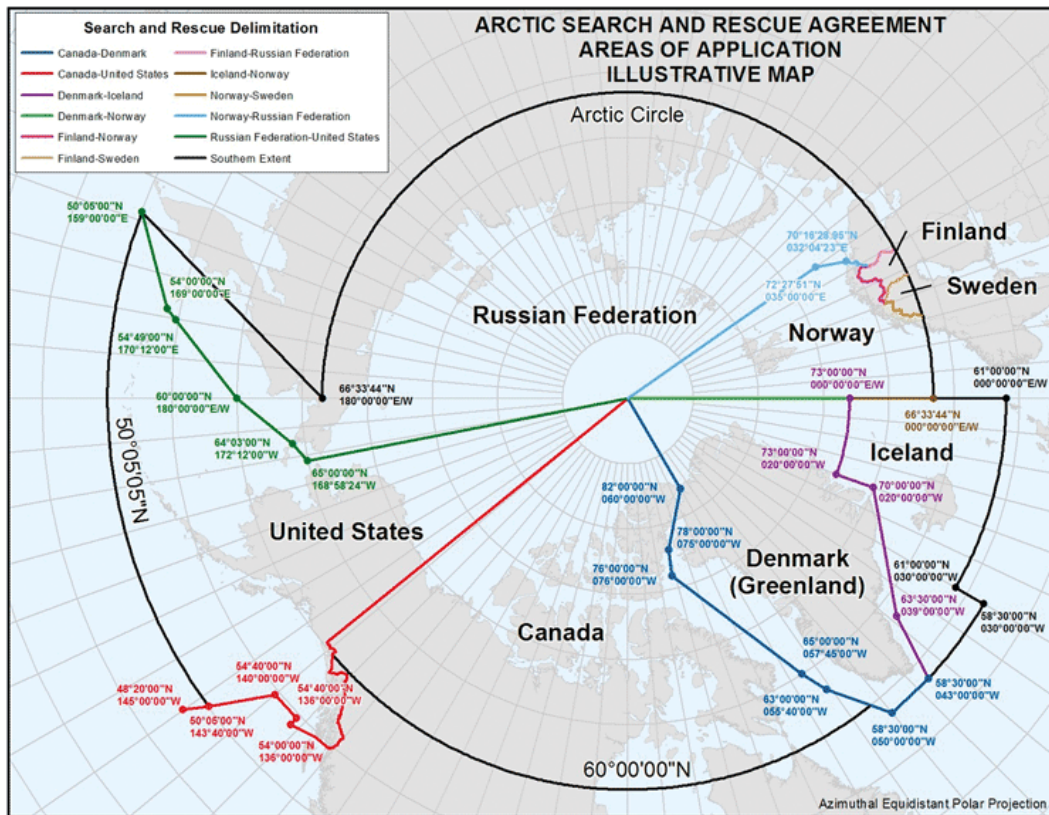 ARCTIC SEARCH AND RESCUE AGREEMENT
AREAS OF APPLICATION
ILLUSTRATIVE MAP
Search and Rescue Delimitation
Canada-Denmark
Canada-United States
Denmark-Iceland
Denmark-Norway
Finland-Norway
Finland-Sweden
Finland-Russian Federation
Iceland-Norway
Norway-Sweden
Norway-Russian Federation
Russian Federation-United States
Southern Extent
Arctic Circle
50°05'00"N
159°00'00"E
54°00'00"N
169°00'00"E
54°49'00"N
170°12'00"E
60°00'00"N
180°00'00"E/W
64°03'00"N
172°12'00"W
65°00'00"N
168°58'24"W
66°33'44"N
180°00'00"E/W
70°16'28.95"N
032°04'23"E
72°27'51"N
035°00'00"E
Finland
Sweden
Norway
Russian Federation
73°00'00"N
000°00'00"E/W
61°00'00"N
000°00'00"E/W
66°33'44"N
000°00'00"E/W
Iceland
73°00'00"N
020°00'00"W
70°00'00"N
020°00'00"W
82°00'00"N
060°00'00"W
78°00'00"N
075°00'00"W
76°00'00"N
076°00'00"W
Denmark
(Greenland)
61°00'00"N
030°00'00"W
58°30'00"N
030°00'00"W
63°30'00"N
039°00'00"W
50°05'05"N
United States
Canada
65°00'00"N
057°45'00"W
63°00'00"N
055°40'00"W
58°30'00"N
043°00'00"W
58°30'00"N
050°00'00"W
48°20'00"N
145°00'00"W
50°05'00"N
143°40'00"W
54°40'00"N
140°00'00"W
54°40'00"N
136°00'00"W
54°00'00"N
136°00'00"W
60°00'00"N
Azimuthal Equidistant Polar Projection